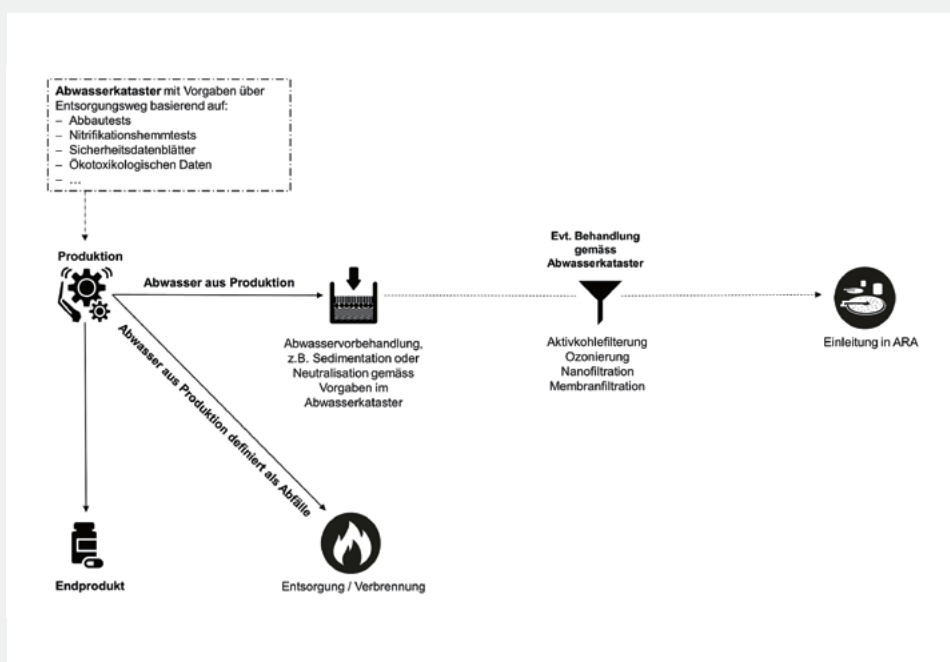 Abwasserkataster mit Vorgaben über
Entsorgungsweg basierend auf:
– Abbautests
– Nitrifikationshemmtests
– Sicherheitsdatenblätter
– Ökotoxikologischen Daten
– ...
Produktion
Abwasser aus Produktion
Evt. Behandlung
gemäss
Abwasserkataster
Abwasservorbehandlung,
z.B. Sedimentation oder
Neutralisation gemäss
Vorgaben im
Abwasserkataster
Aktivkohlefilterung
Ozonierung
Nanofiltration
Membranfiltration
Einleitung in ARA
Abwasser aus Produktion definiert als Abfälle
Endprodukt
Entsorgung / Verbrennung